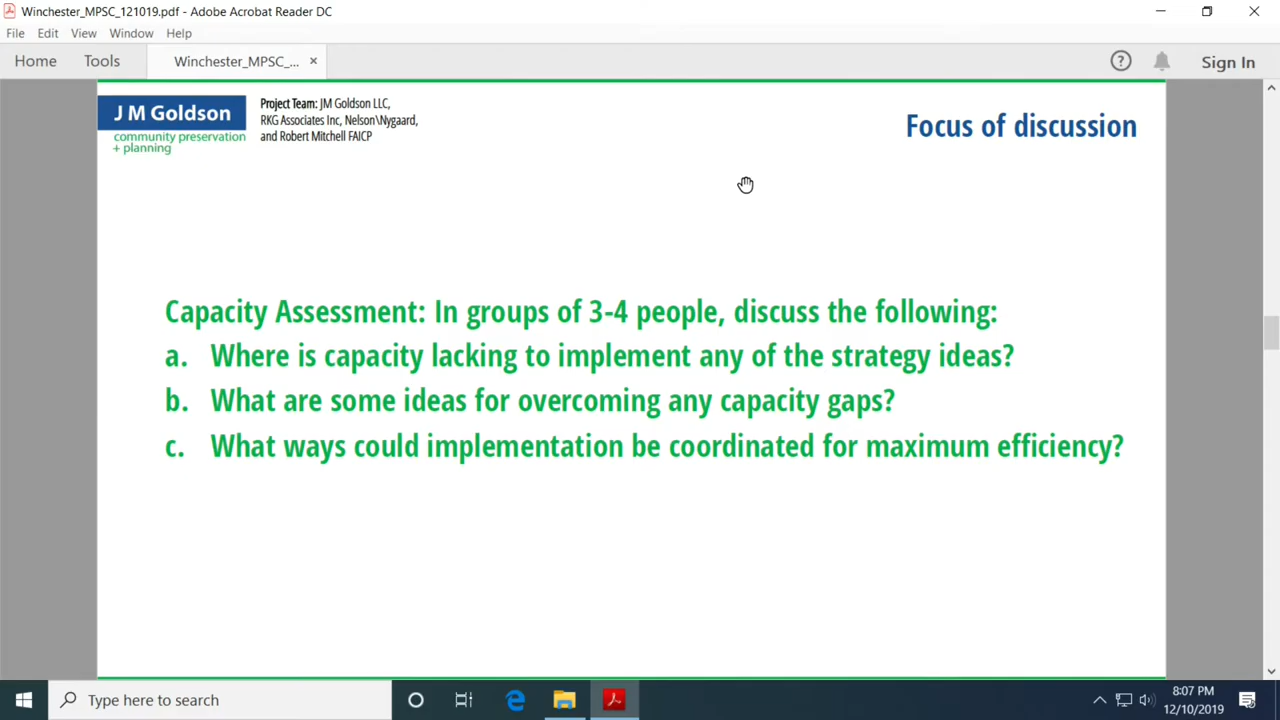 Winchester_MPSC_121019.pdf - Adobe Acrobat Reader DC
File Edit View Window Help
Home Tools Winchester_MPSC_... × Sign In
J M Goldson
community preservation
+ planning
Project Team: JM Goldson LLC,
RKG Associates Inc, Nelson\Nygaard,
and Robert Mitchell FAICP
Focus of discussion
Capacity Assessment: In groups of 3-4 people, discuss the following:
a. Where is capacity lacking to implement any of the strategy ideas?
b. What are some ideas for overcoming any capacity gaps?
c. What ways could implementation be coordinated for maximum efficiency?
Type here to search
8:07 PM
12/10/2019